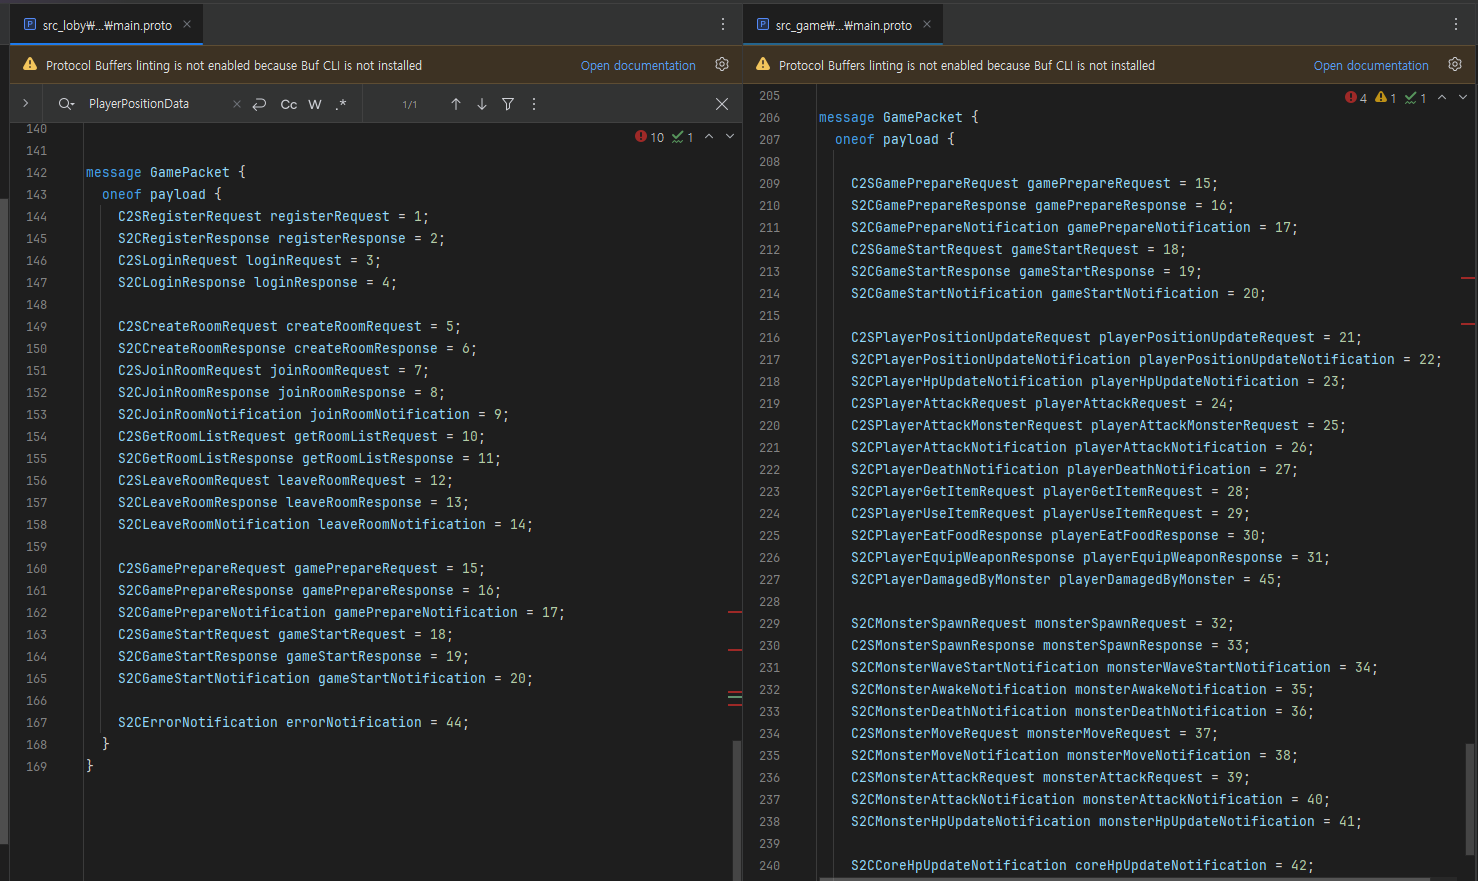 src_loby₩...₩main.proto
Protocol Buffers linting is not enabled because Buf CLI is not installed Open documentation
PlayerPositionData Cc W .* 1/1
10 1
140
141
142 message GamePacket {
143 oneof payload {
144 C2SRegisterRequest registerRequest = 1;
145 S2CRegisterResponse registerResponse = 2;
146 C2SLoginRequest loginRequest = 3;
147 S2CLoginResponse loginResponse = 4;
148
149 C2SCreateRoomRequest createRoomRequest = 5;
150 S2CCreateRoomResponse createRoomResponse = 6;
151 C2SJoinRoomRequest joinRoomRequest = 7;
152 S2CJoinRoomResponse joinRoomResponse = 8;
153 S2CJoinRoomNotification joinRoomNotification = 9;
154 C2SGetRoomListRequest getRoomListRequest = 10;
155 S2CGetRoomListResponse getRoomListResponse = 11;
156 C2SLeaveRoomRequest leaveRoomRequest = 12;
157 S2CLeaveRoomResponse leaveRoomResponse = 13;
158 S2CLeaveRoomNotification leaveRoomNotification = 14;
159
160 C2SGamePrepareRequest gamePrepareRequest = 15;
161 S2CGamePrepareResponse gamePrepareResponse = 16;
162 S2CGamePrepareNotification gamePrepareNotification = 17;
163 C2SGameStartRequest gameStartRequest = 18;
164 S2CGameStartResponse gameStartResponse = 19;
165 S2CGameStartNotification gameStartNotification = 20;
166
167 S2CErrorNotification errorNotification = 44;
168 }
169 }
src_game₩...₩main.proto
Protocol Buffers linting is not enabled because Buf CLI is not installed Open documentation
4 1 1
205
206 message GamePacket {
207 oneof payload {
208
209 C2SGamePrepareRequest gamePrepareRequest = 15;
210 S2CGamePrepareResponse gamePrepareResponse = 16;
211 S2CGamePrepareNotification gamePrepareNotification = 17;
212 C2SGameStartRequest gameStartRequest = 18;
213 S2CGameStartResponse gameStartResponse = 19;
214 S2CGameStartNotification gameStartNotification = 20;
215
216 C2SPlayerPositionUpdateRequest playerPositionUpdateRequest = 21;
217 S2CPlayerPositionUpdateNotification playerPositionUpdateNotification = 22;
218 S2CPlayerHpUpdateNotification playerHpUpdateNotification = 23;
219 C2SPlayerAttackRequest playerAttackRequest = 24;
220 C2SPlayerAttackMonsterRequest playerAttackMonsterRequest = 25;
221 S2CPlayerAttackNotification playerAttackNotification = 26;
222 S2CPlayerDeathNotification playerDeathNotification = 27;
223 S2CPlayerGetItemRequest playerGetItemRequest = 28;
224 C2SPlayerUseItemRequest playerUseItemRequest = 29;
225 S2CPlayerEatFoodResponse playerEatFoodResponse = 30;
226 S2CPlayerEquipWeaponResponse playerEquipWeaponResponse = 31;
227 S2CPlayerDamagedByMonster playerDamagedByMonster = 45;
228
229 S2CMonsterSpawnRequest monsterSpawnRequest = 32;
230 C2SMonsterSpawnResponse monsterSpawnResponse = 33;
231 S2CMonsterWaveStartNotification monsterWaveStartNotification = 34;
232 S2CMonsterAwakeNotification monsterAwakeNotification = 35;
233 S2CMonsterDeathNotification monsterDeathNotification = 36;
234 C2SMonsterMoveRequest monsterMoveRequest = 37;
235 S2CMonsterMoveNotification monsterMoveNotification = 38;
236 C2SMonsterAttackRequest monsterAttackRequest = 39;
237 S2CMonsterAttackNotification monsterAttackNotification = 40;
238 S2CMonsterHpUpdateNotification monsterHpUpdateNotification = 41;
239
240 S2CCoreHpUpdateNotification coreHpUpdateNotification = 42;